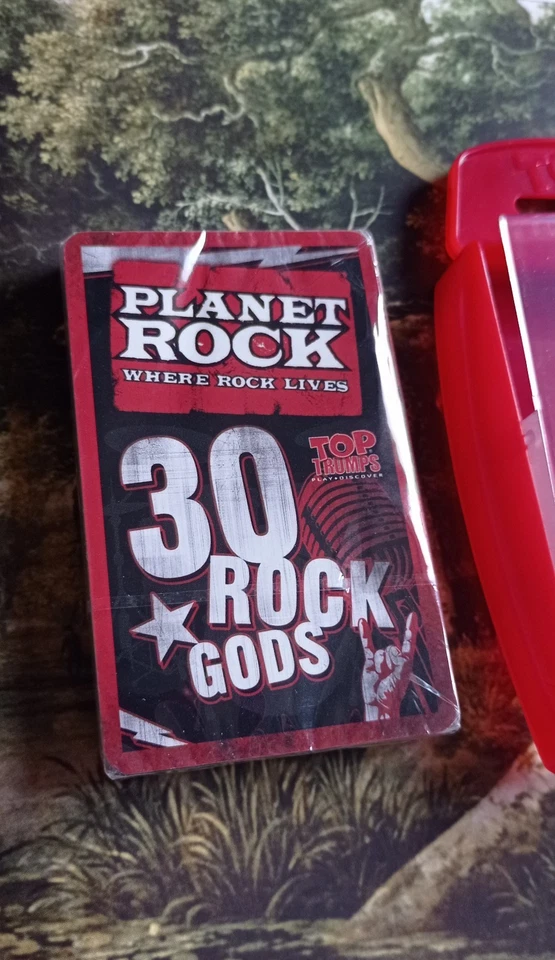 PLANET
ROCK
WHERE ROCK LIVES
30
TOP
TRUMPS
PLAY•DISCOVER
ROCK
GODS